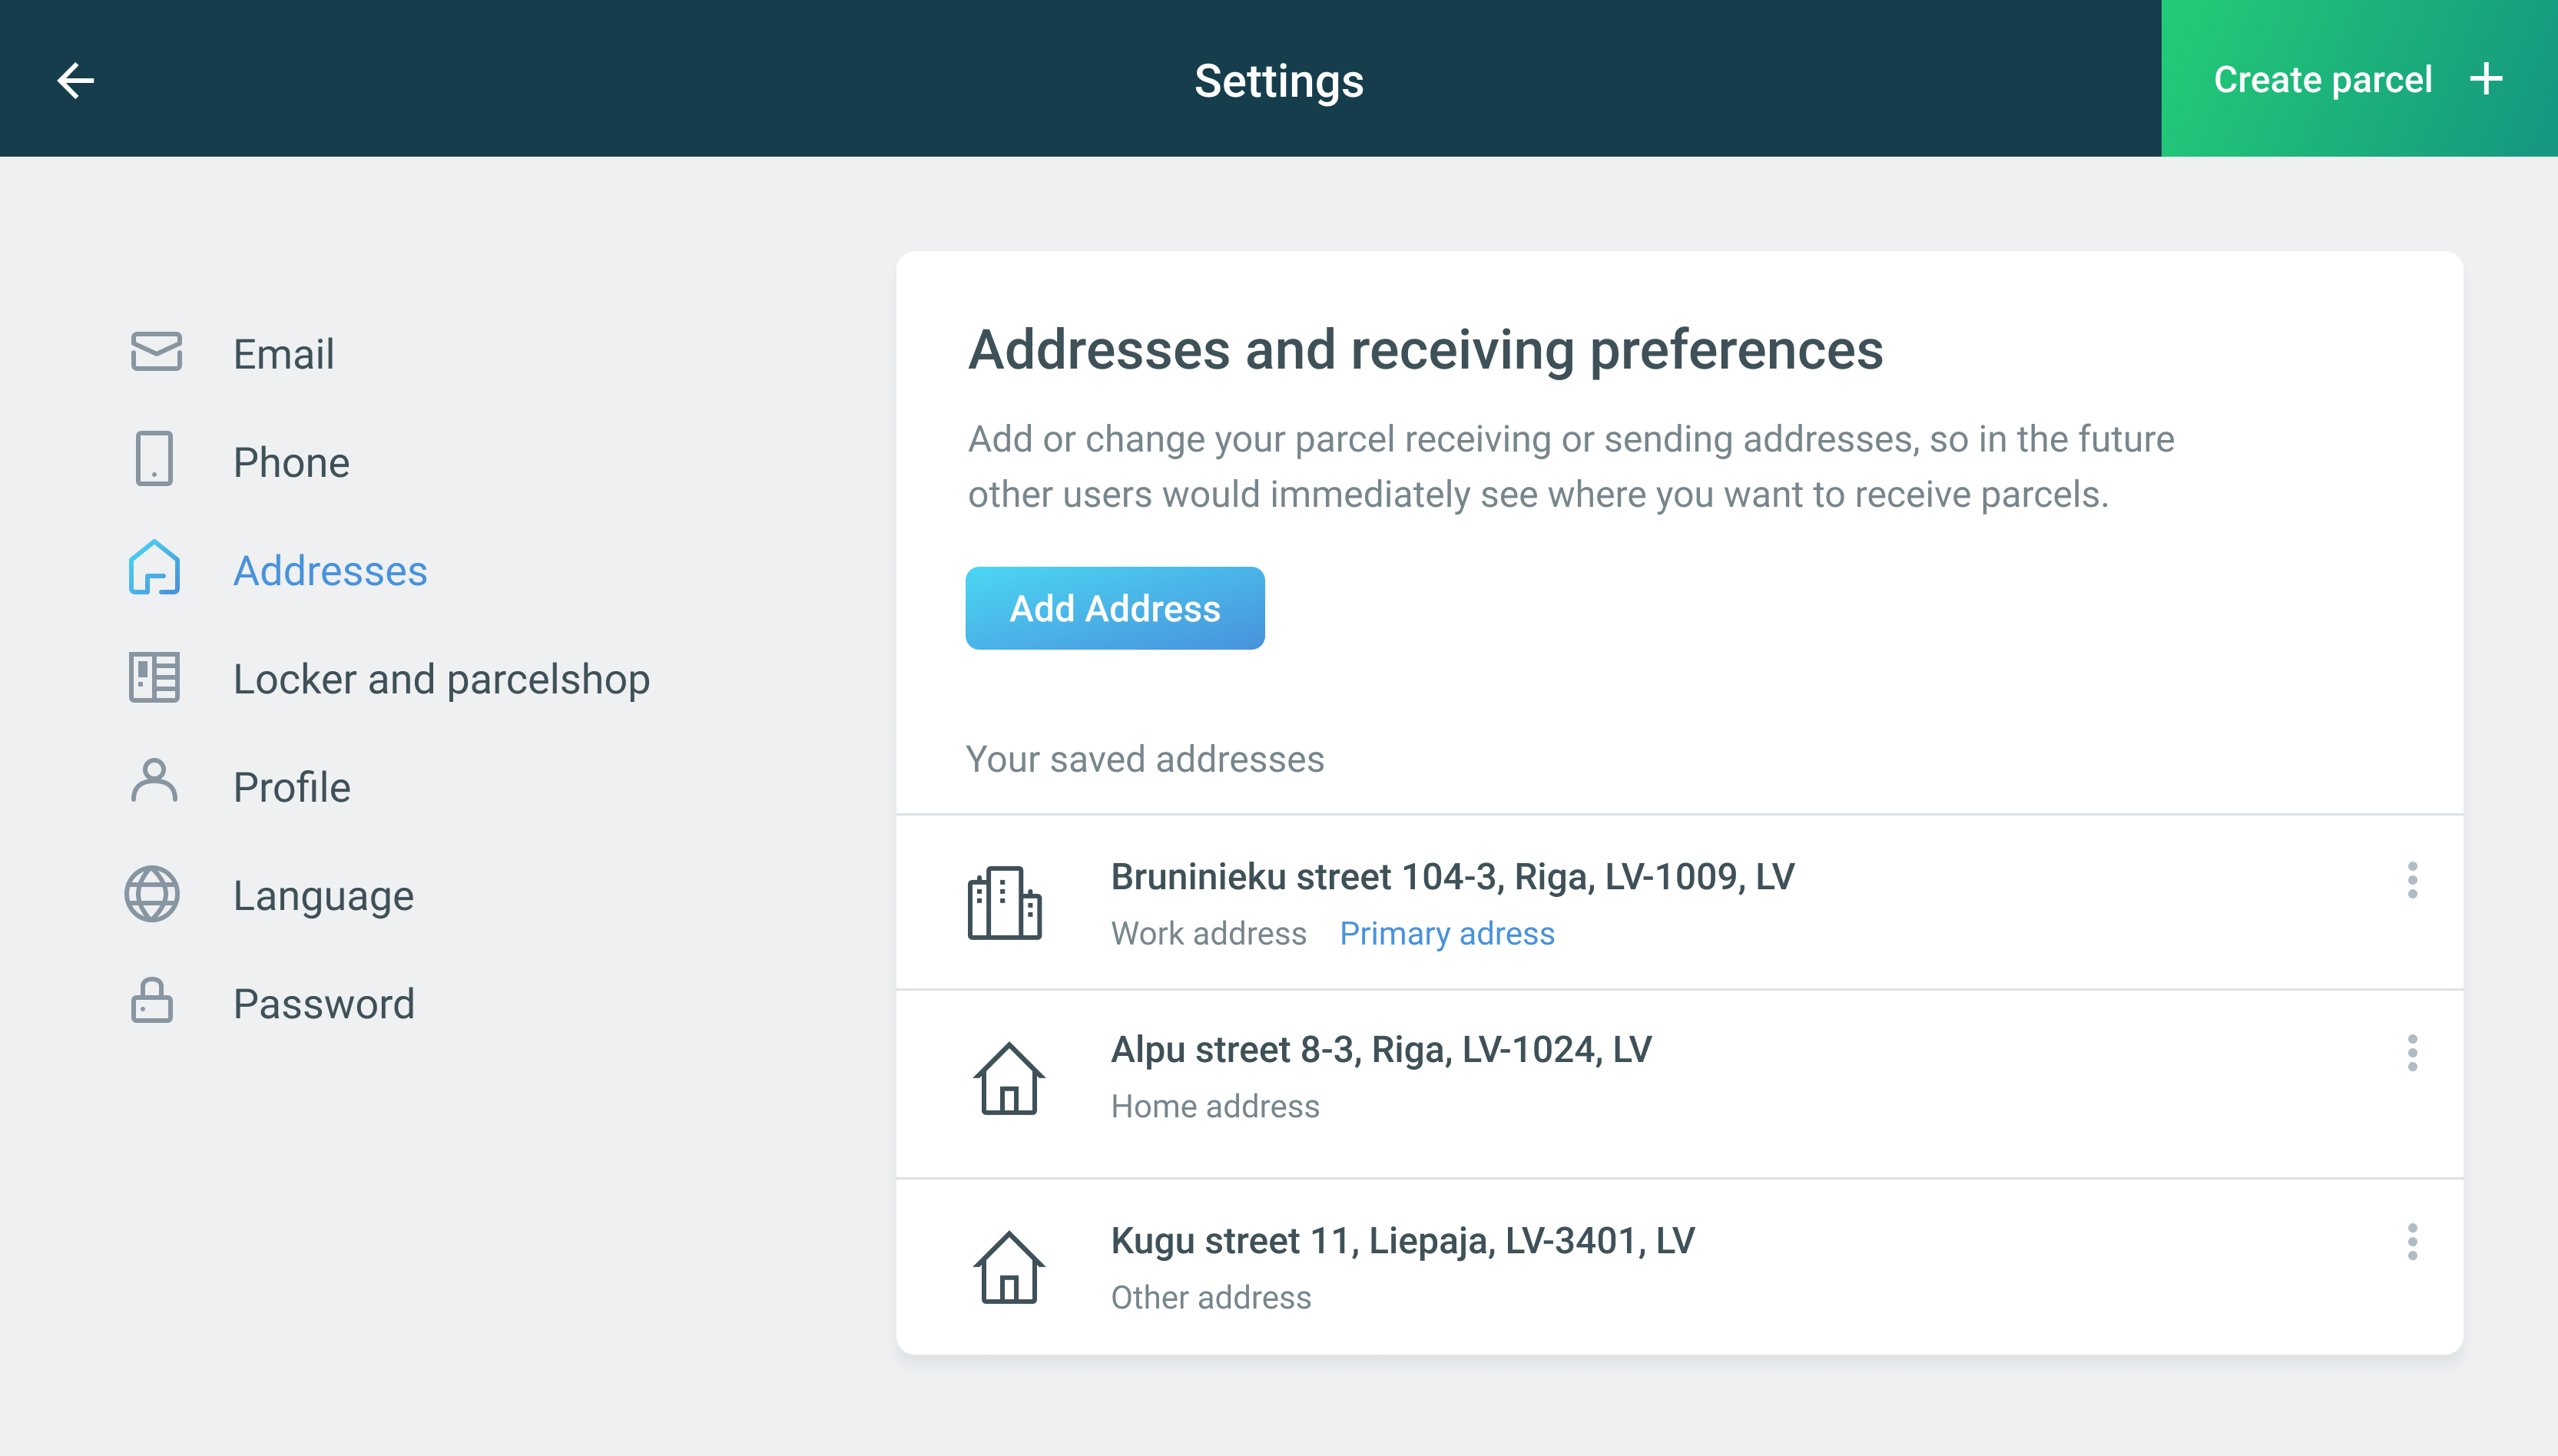 Settings
Create parcel
Email
Phone
Addresses
Locker and parcelshop
Profile
Language
Password
Addresses and receiving preferences
Add or change your parcel receiving or sending addresses, so in the future
other users would immediately see where you want to receive parcels.
Add Address
Your saved addresses
Bruninieku street 104-3, Riga, LV-1009, LV
Work address Primary adress
Alpu street 8-3, Riga, LV-1024, LV
Home address
Kugu street 11, Liepaja, LV-3401, LV
Other address